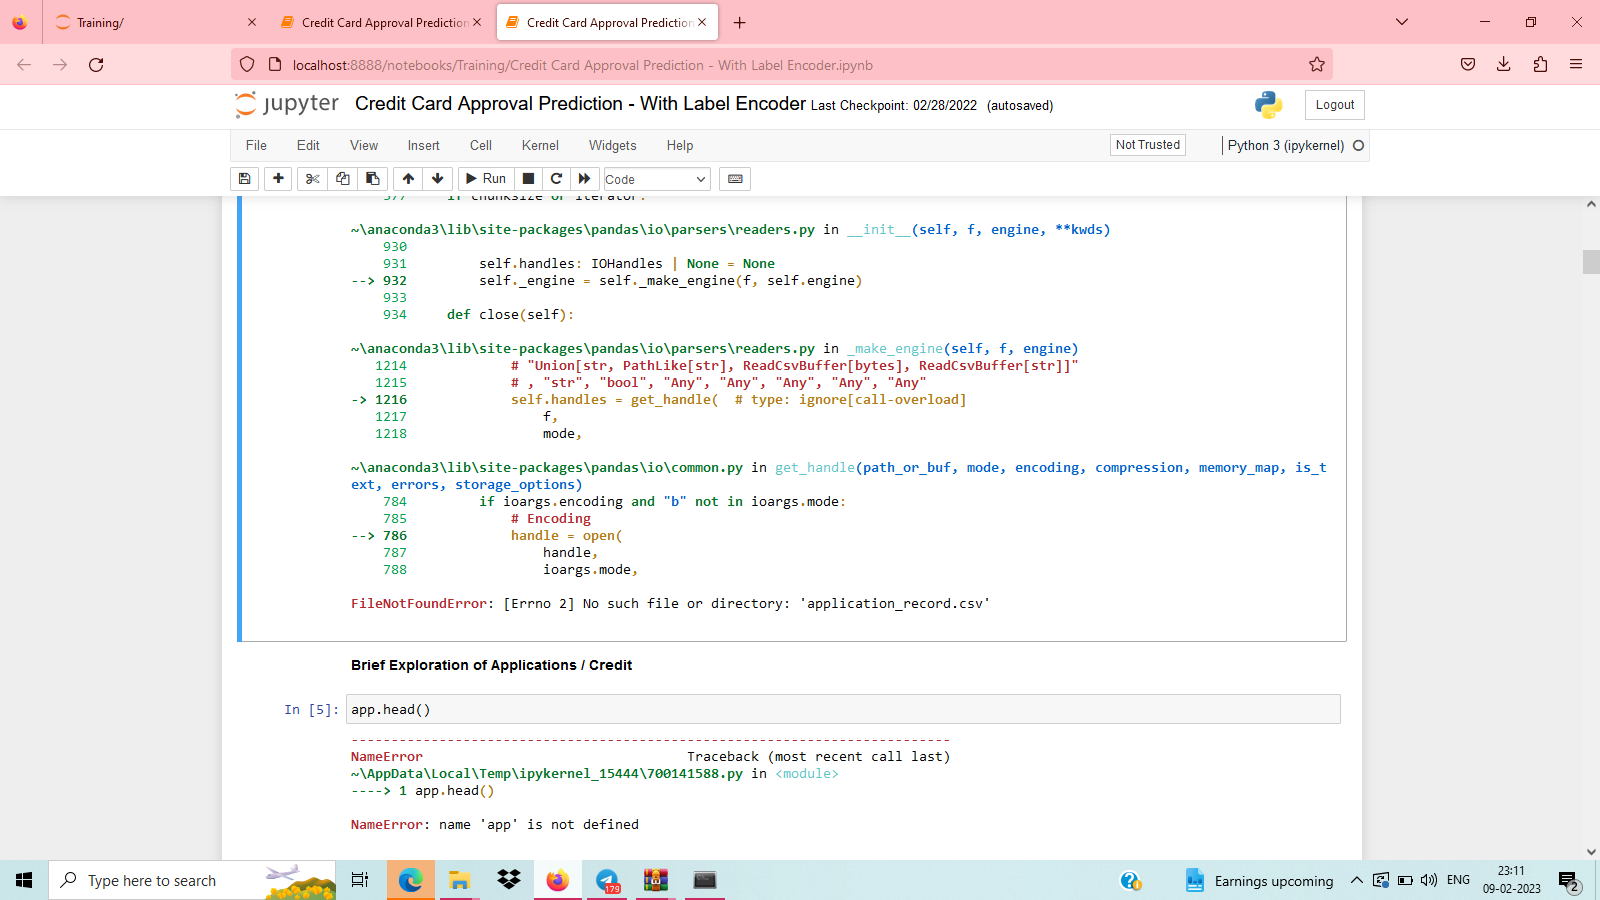 Training/
Credit Card Approval Prediction
Credit Card Approval Prediction
localhost:8888/notebooks/Training/Credit Card Approval Prediction - With Label Encoder.ipynb
jupyter Credit Card Approval Prediction - With Label Encoder Last Checkpoint: 02/28/2022 (autosaved)
Logout
File Edit View Insert Cell Kernel Widgets Help Not Trusted Python 3 (ipykernel)
Run Code
577 if chunksize or iterator:
~\anaconda3\lib\site-packages\pandas\io\parsers\readers.py in __init__(self, f, engine, **kwds)
930
931 self.handles: IOHandles | None = None
--> 932 self._engine = self._make_engine(f, self.engine)
933
934 def close(self):
~\anaconda3\lib\site-packages\pandas\io\parsers\readers.py in _make_engine(self, f, engine)
1214 # "Union[str, PathLike[str], ReadCsvBuffer[bytes], ReadCsvBuffer[str]]"
1215 # , "str", "bool", "Any", "Any", "Any", "Any", "Any"
-> 1216 self.handles = get_handle( # type: ignore[call-overload]
1217 f,
1218 mode,
~\anaconda3\lib\site-packages\pandas\io\common.py in get_handle(path_or_buf, mode, encoding, compression, memory_map, is_t
ext, errors, storage_options)
784 if ioargs.encoding and "b" not in ioargs.mode:
785 # Encoding
--> 786 handle = open(
787 handle,
788 ioargs.mode,
FileNotFoundError: [Errno 2] No such file or directory: 'application_record.csv'
Brief Exploration of Applications / Credit
In [5]: app.head()
---------------------------------------------------------------------------
NameError Traceback (most recent call last)
~\AppData\Local\Temp\ipykernel_15444\700141588.py in <module>
----> 1 app.head()
NameError: name 'app' is not defined
Type here to search
179
Earnings upcoming
ENG
23:11
09-02-2023
2